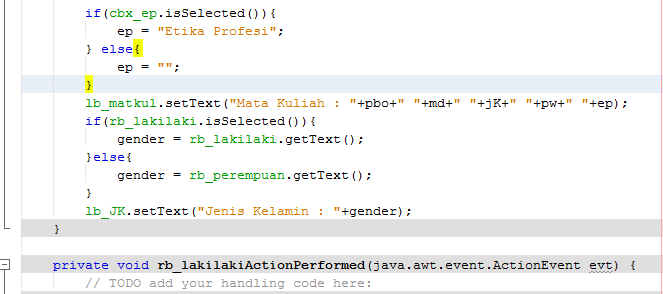 if(cbx_ep.isSelected()){
ep = "Etika Profesi";
} else{
ep = "";
}
lb_matkul.setText("Mata Kuliah : "+pbo+" "+md+" "+jK+" "+pw+" "+ep);
if(rb_lakilaki.isSelected()){
gender = rb_lakilaki.getText();
}else{
gender = rb_perempuan.getText();
}
lb_JK.setText("Jenis Kelamin : "+gender);
}
private void rb_lakilakiActionPerformed(java.awt.event.ActionEvent evt) {
// TODO add your handling code here: